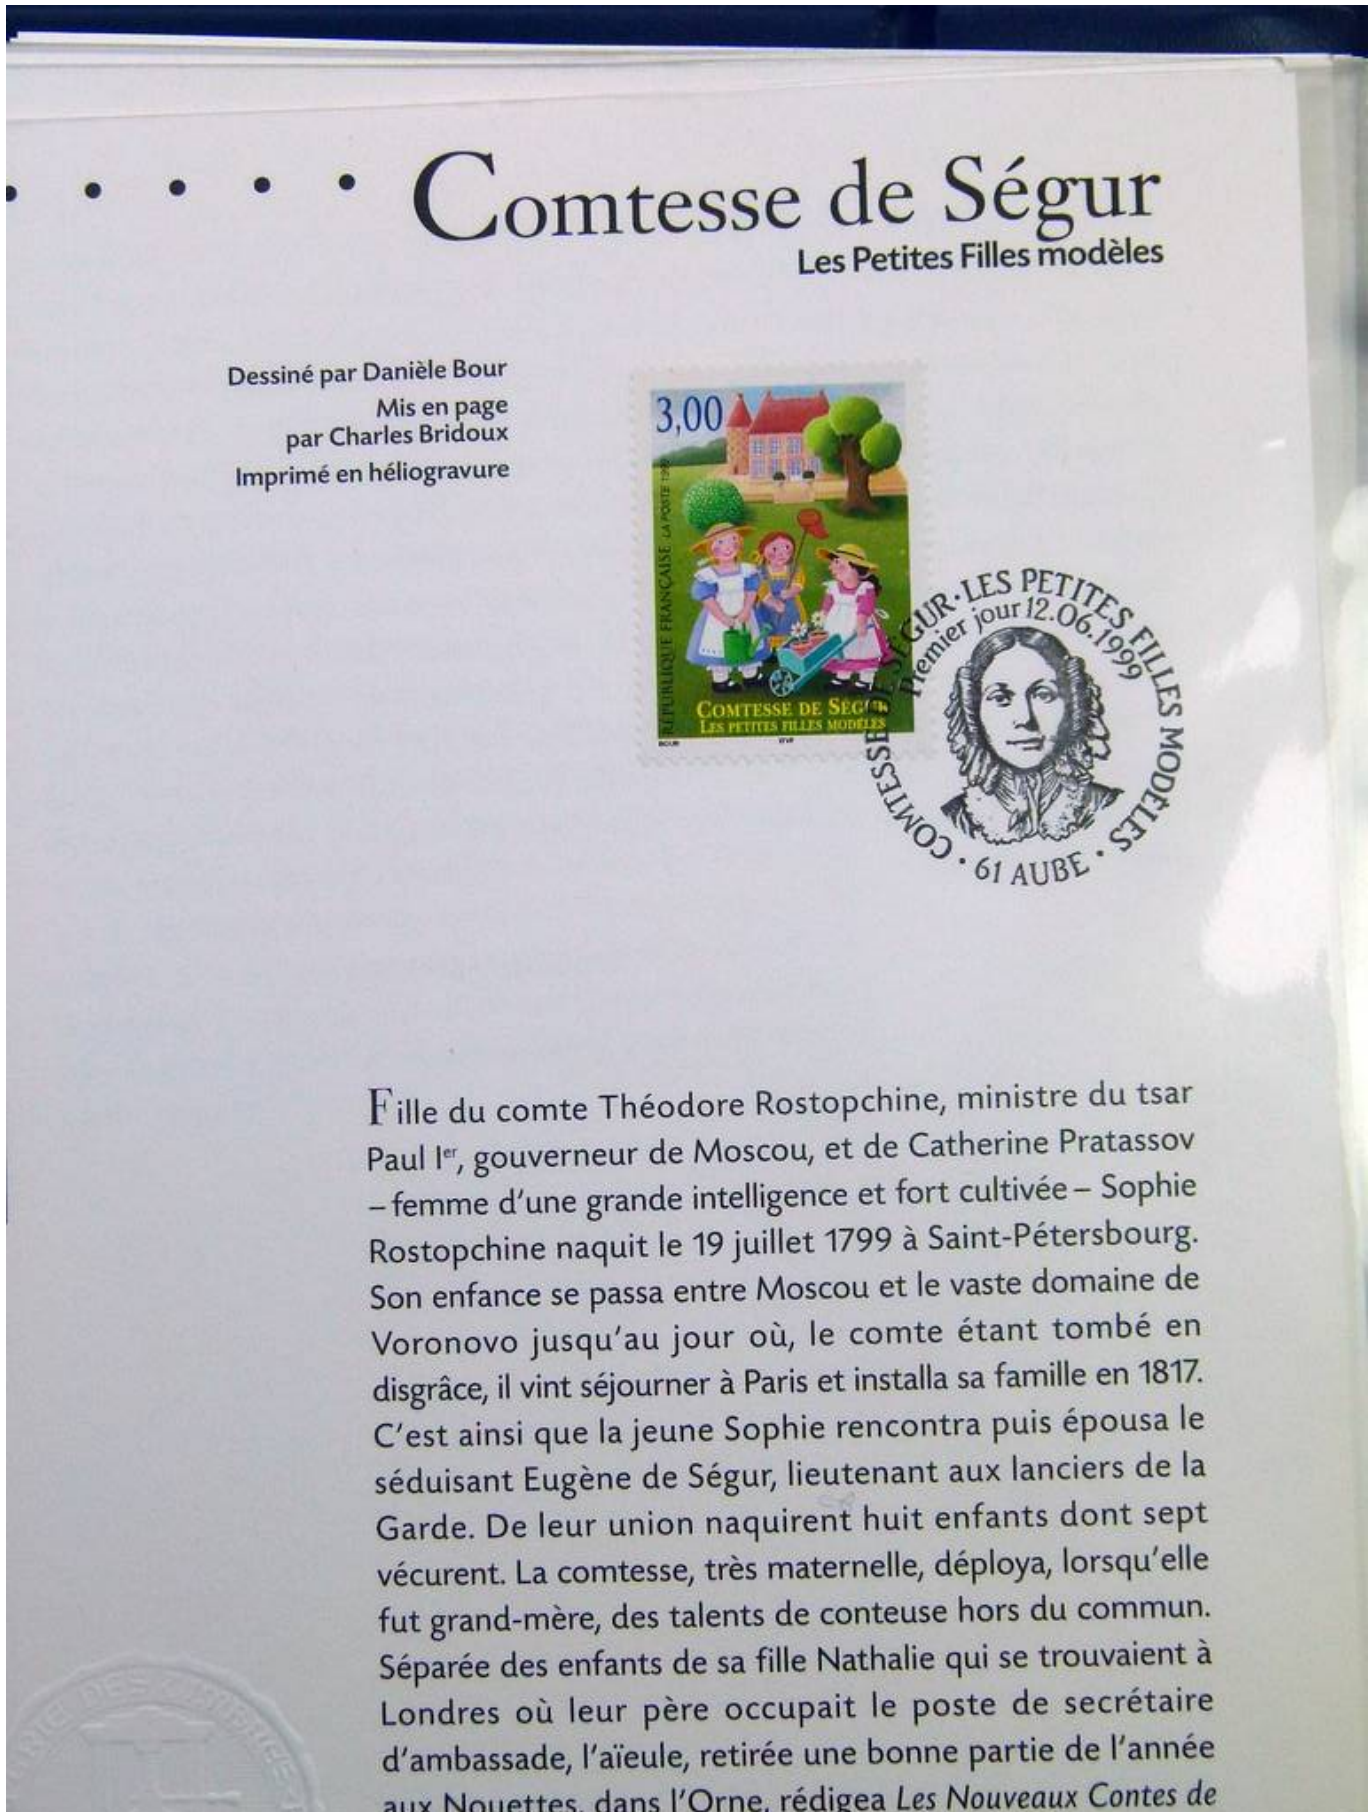 Comtesse de Ségur
Les Petites Filles modèles
Dessiné par Danièle Bour
Mis en page
par Charles Bridoux
Imprimé en héliogravure
3,00
RÉPUBLIQUE FRANÇAISE LA POSTE
COMTESSE DE SÉGUR
LES PETITES FILLES MODÈLES
BOUR
COMTESSE DE SÉGUR · LES PETITES FILLES MODÈLES
Premier jour 12.06.1999
· 61 AUBE ·
Fille du comte Théodore Rostopchine, ministre du tsar
Paul Ier, gouverneur de Moscou, et de Catherine Pratassov
– femme d'une grande intelligence et fort cultivée – Sophie
Rostopchine naquit le 19 juillet 1799 à Saint-Pétersbourg.
Son enfance se passa entre Moscou et le vaste domaine de
Voronovo jusqu'au jour où, le comte étant tombé en
disgrâce, il vint séjourner à Paris et installa sa famille en 1817.
C'est ainsi que la jeune Sophie rencontra puis épousa le
séduisant Eugène de Ségur, lieutenant aux lanciers de la
Garde. De leur union naquirent huit enfants dont sept
vécurent. La comtesse, très maternelle, déploya, lorsqu'elle
fut grand-mère, des talents de conteuse hors du commun.
Séparée des enfants de sa fille Nathalie qui se trouvaient à
Londres où leur père occupait le poste de secrétaire
d'ambassade, l'aïeule, retirée une bonne partie de l'année
aux Nouettes, dans l'Orne, rédigea Les Nouveaux Contes de